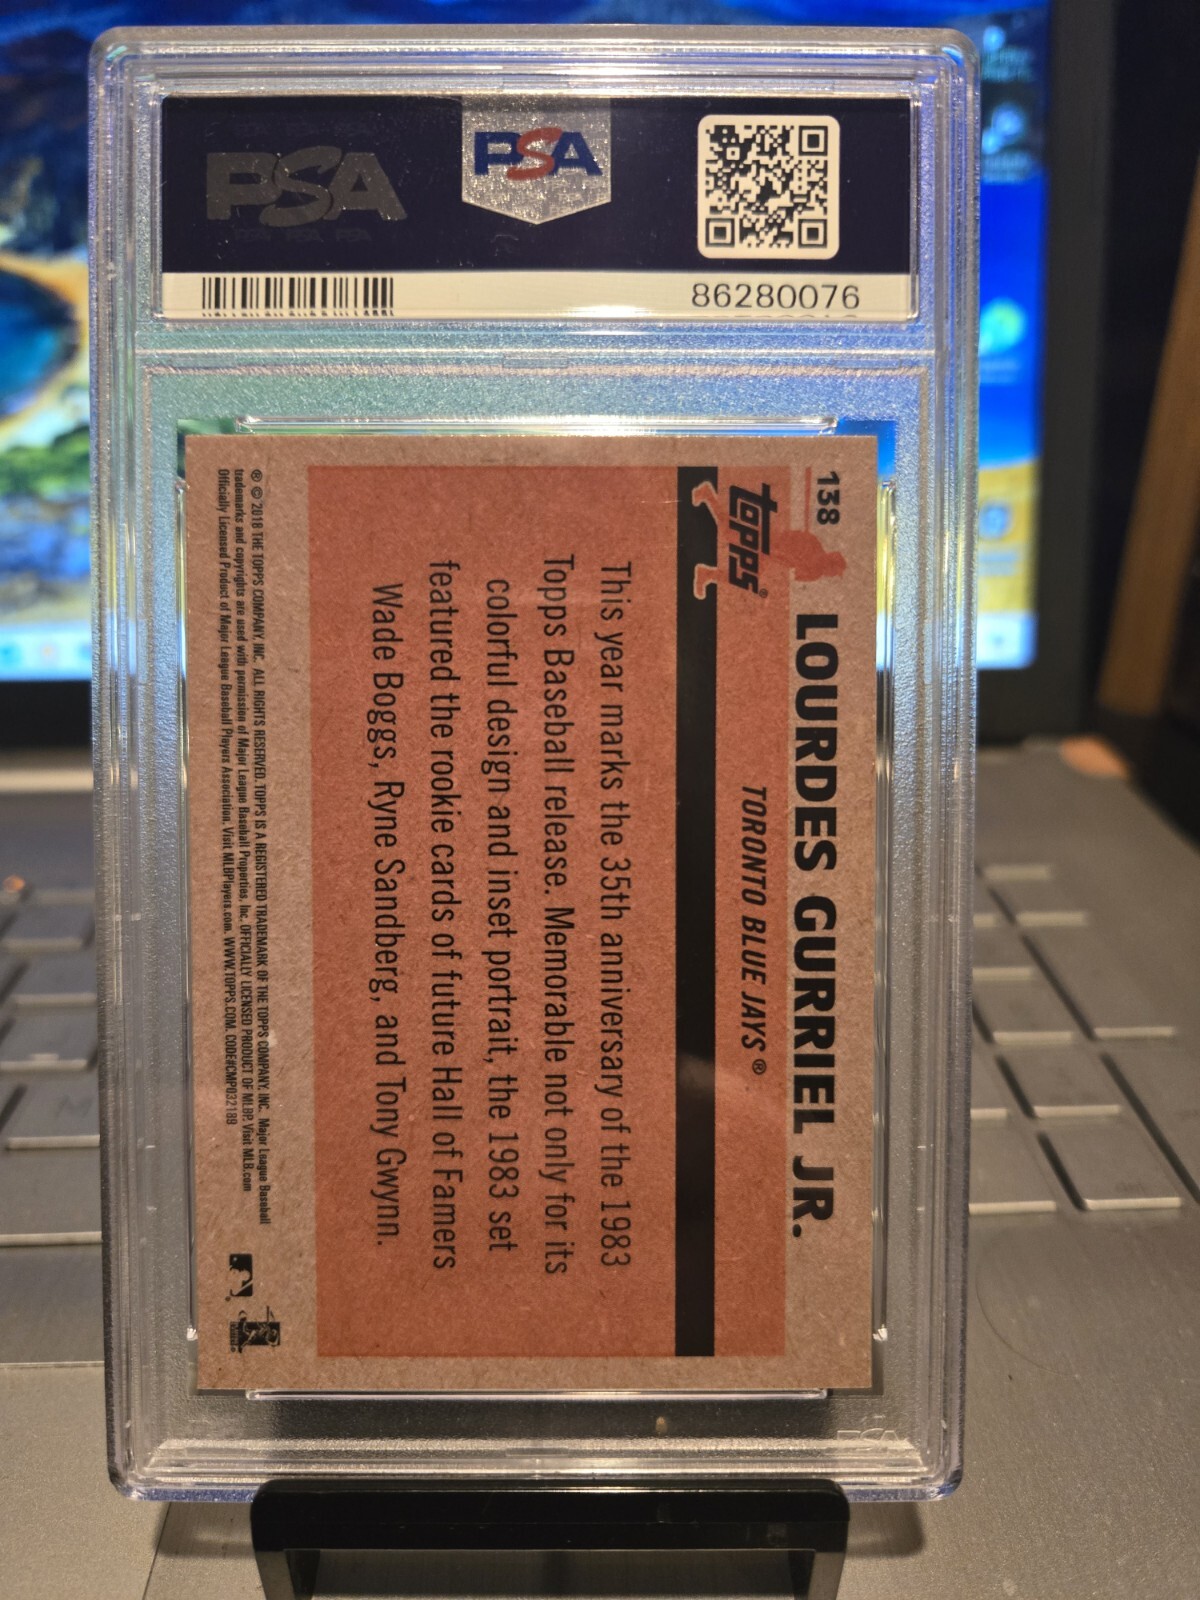 PSA
PSA
86280076
138
topps®
LOURDES GURRIEL JR.
TORONTO BLUE JAYS®
This year marks the 35th anniversary of the 1983
Topps Baseball release. Memorable not only for its
colorful design and inset portrait, the 1983 set
featured the rookie cards of future Hall of Famers
Wade Boggs, Ryne Sandberg, and Tony Gwynn.
® © 2018 THE TOPPS COMPANY, INC. ALL RIGHTS RESERVED. TOPPS IS A REGISTERED TRADEMARK OF THE TOPPS COMPANY, INC. Major League Baseball
trademarks and copyrights are used with permission of Major League Baseball Properties, Inc. OFFICIALLY LICENSED PRODUCT OF MLBP. Visit MLB.com
Officially Licensed Product of Major League Baseball Players Association. Visit MLBPlayers.com. WWW.TOPPS.COM. CODE#CMP032189
PSA